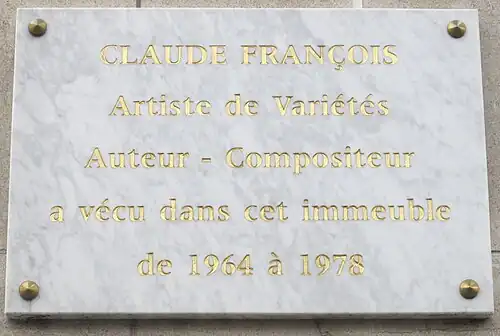 CLAUDE FRANÇOIS
Artiste de Variétés
Auteur - Compositeur
a vécu dans cet immeuble
de 1964 à 1978